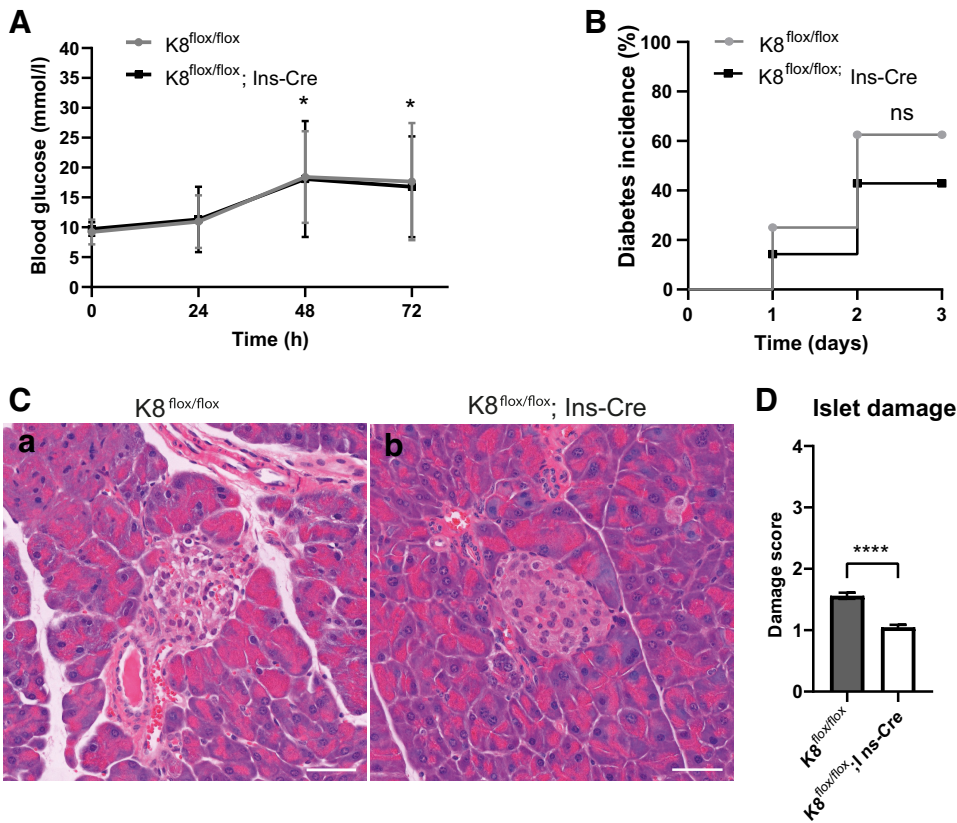 A
K8flox/flox
K8flox/flox; Ins-Cre
Blood glucose (mmol/l)
40
35
30
25
20
15
10
5
0
*
*
0 24 48 72
Time (h)
B
K8flox/flox
K8flox/flox; Ins-Cre
Diabetes incidence (%)
100
80
60
40
20
0
ns
0 1 2 3
Time (days)
C
K8flox/flox
K8flox/flox; Ins-Cre
a
b
D
Islet damage
Damage score
4
3
2
1
0
****
K8flox/flox
K8flox/flox;I ns-Cre